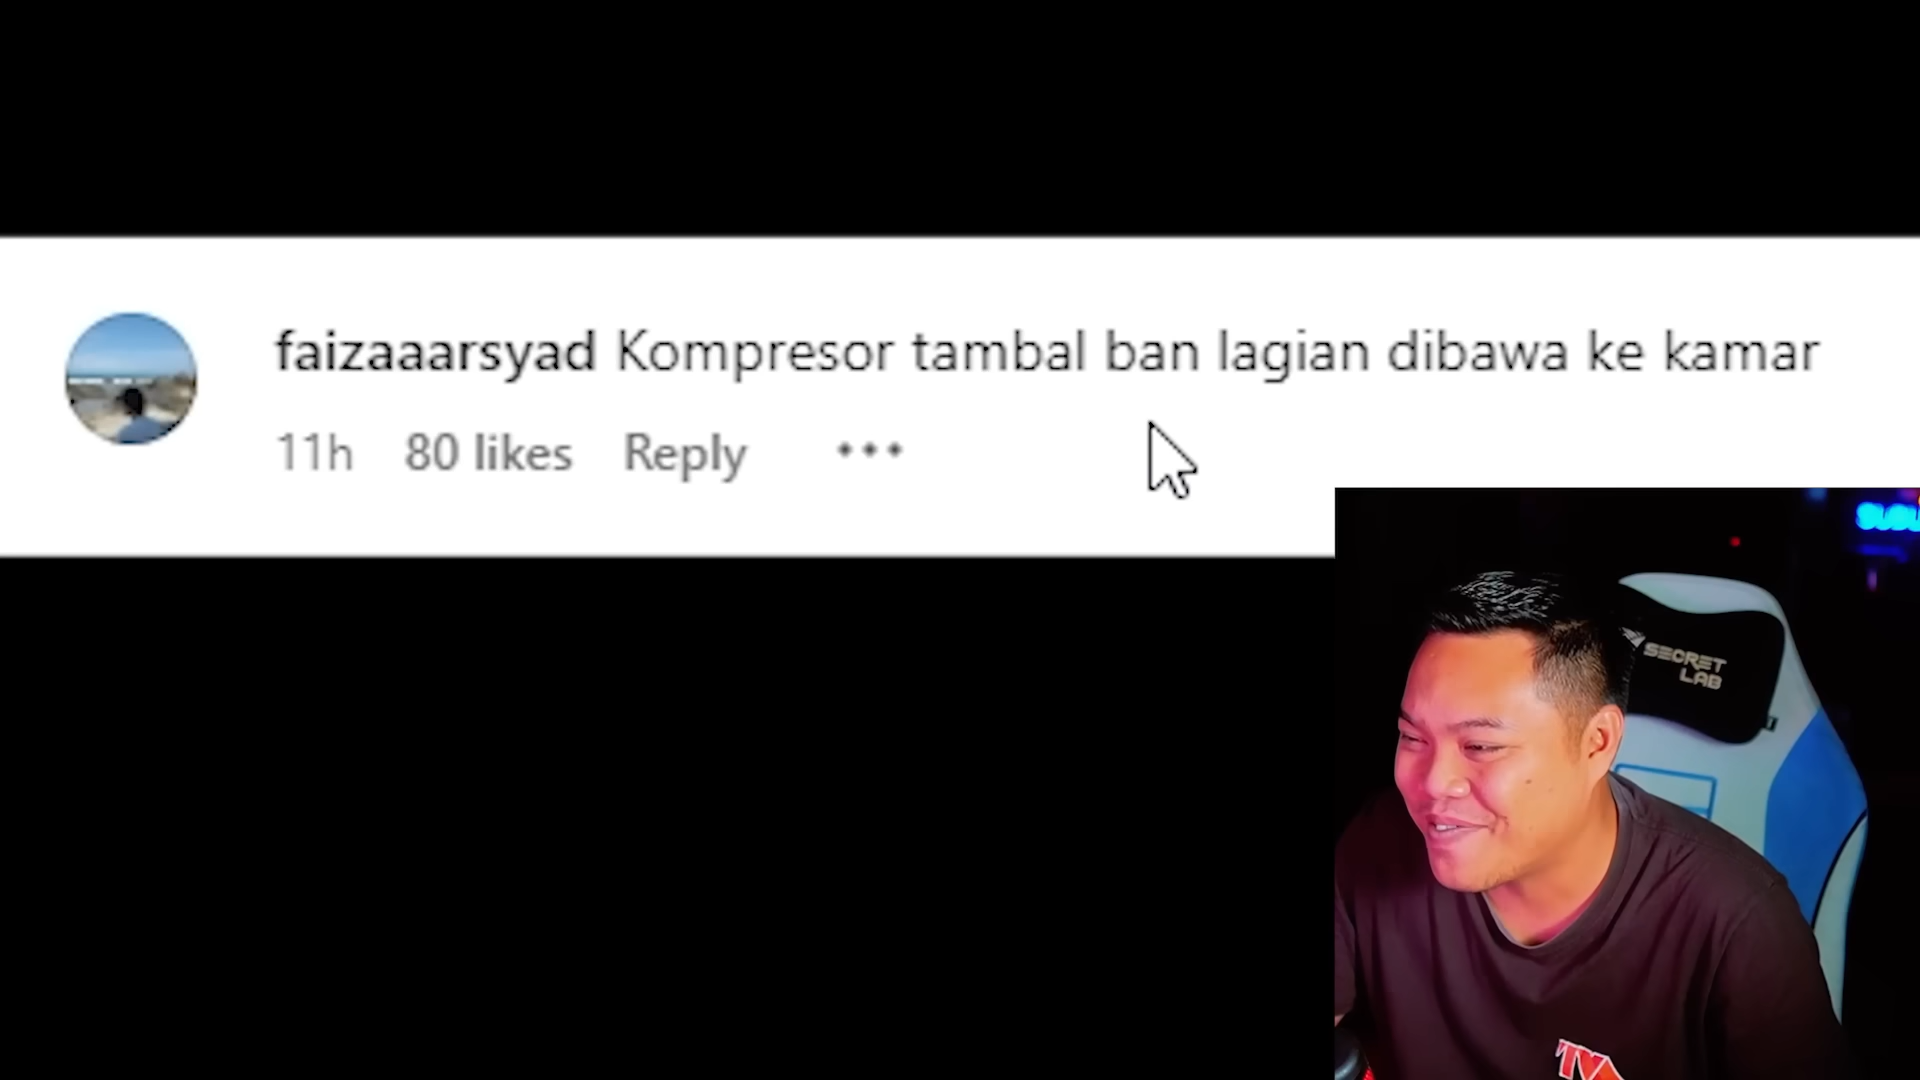 faizaaarsyad Kompresor tambal ban lagian dibawa ke kamar
11h 80 likes Reply •••
SECRET
LAB